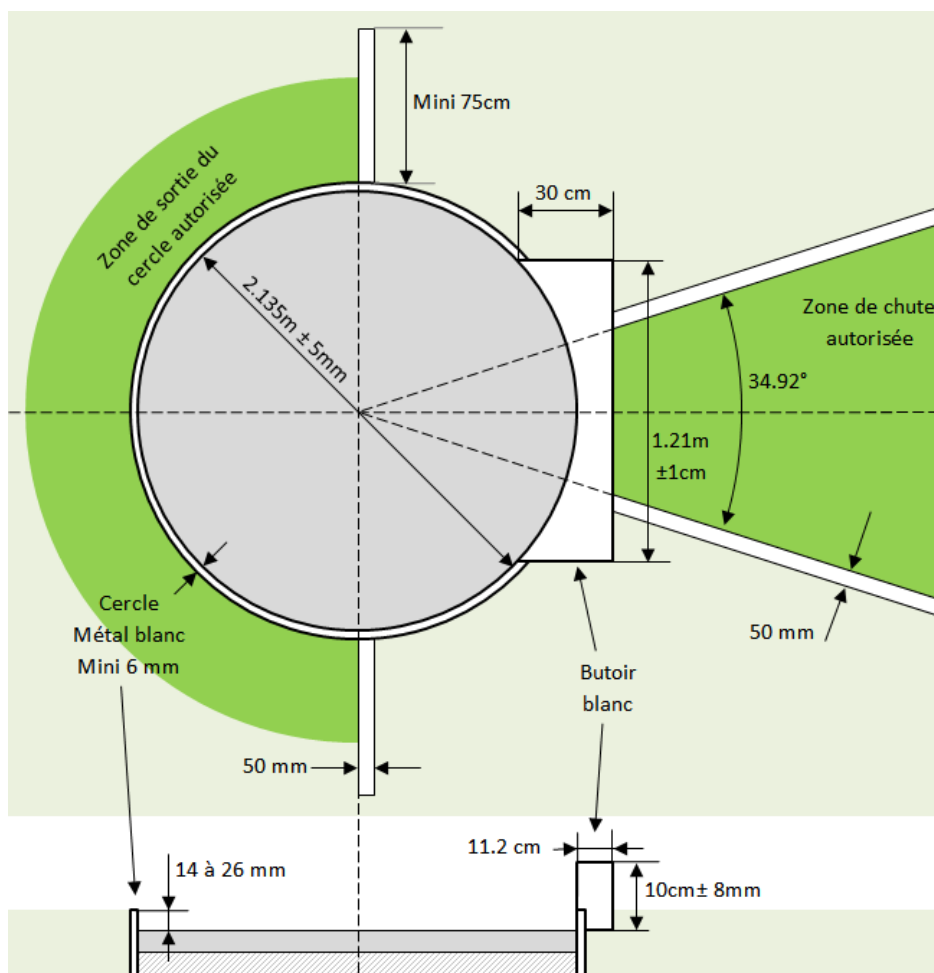 Mini 75cm
Zone de sortie du
cercle autorisée
30 cm
2.135m ± 5mm
Zone de chute
autorisée
34.92°
1.21m
±1cm
Cercle
Métal blanc
Mini 6 mm
50 mm
Butoir
blanc
50 mm
11.2 cm
14 à 26 mm
10cm± 8mm